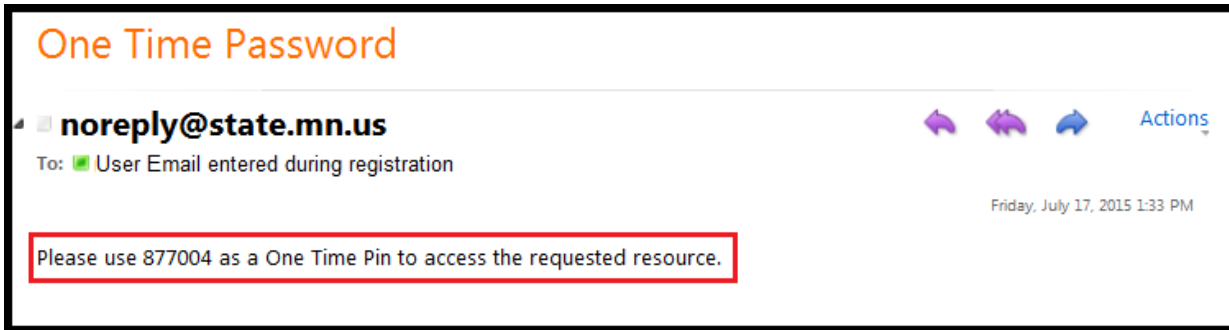 One Time Password
noreply@state.mn.us
Actions
To: User Email entered during registration
Friday, July 17, 2015 1:33 PM
Please use 877004 as a One Time Pin to access the requested resource.